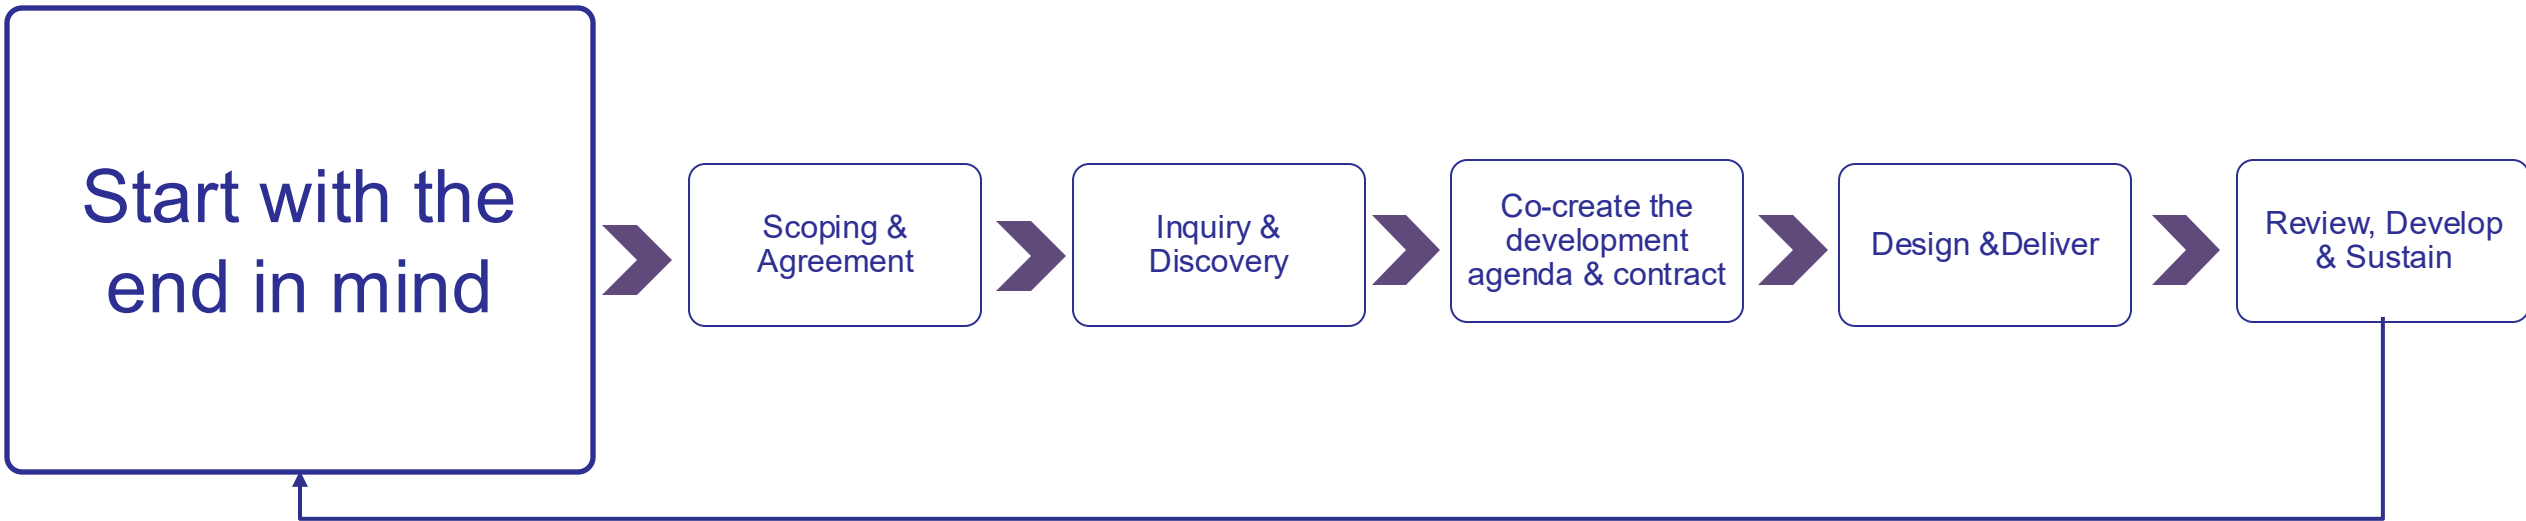 Start with the
end in mind
Scoping &
Agreement
Inquiry &
Discovery
Co-create the
development
agenda & contract
Design &Deliver
Review, Develop
& Sustain